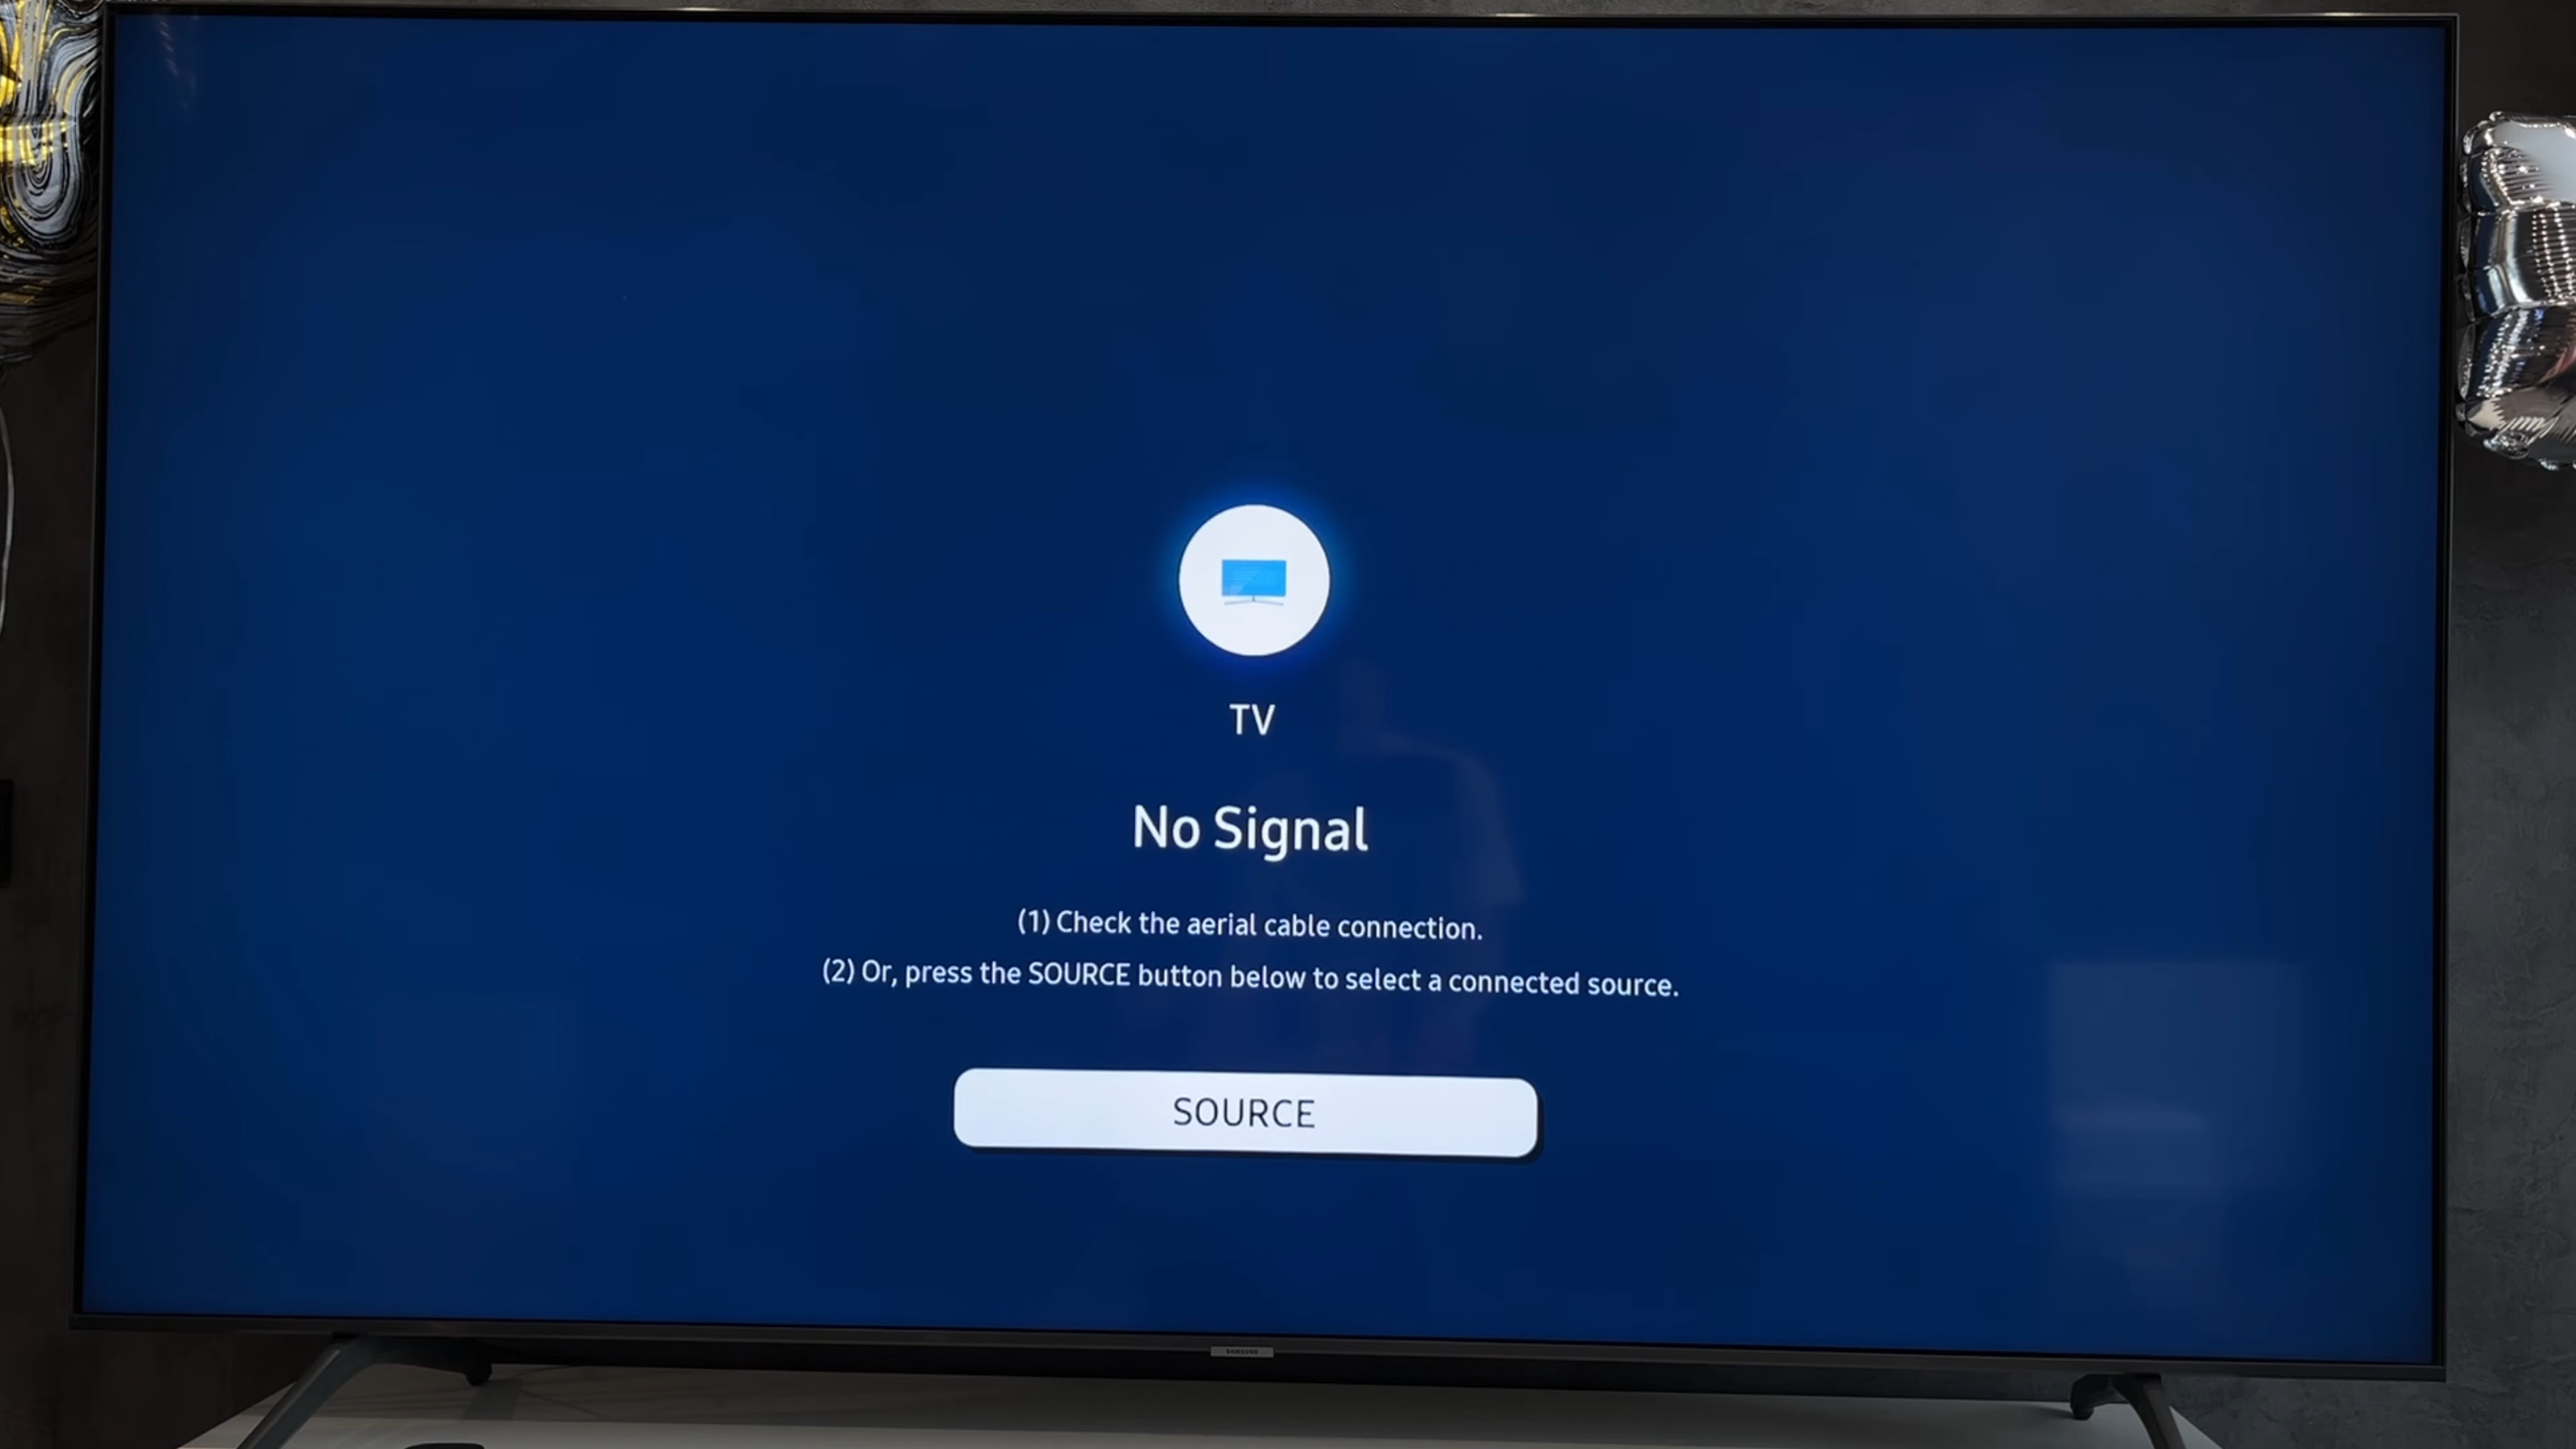 TV
No Signal
(1) Check the aerial cable connection.
(2) Or, press the SOURCE button below to select a connected source.
SOURCE
SAMSUNG